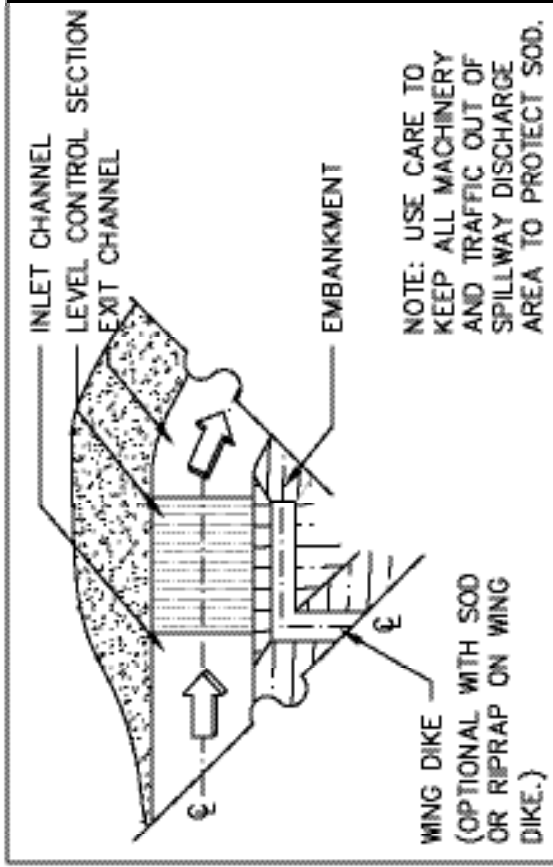 INLET CHANNEL
LEVEL CONTROL SECTION
EXIT CHANNEL
EMBANKMENT
NOTE: USE CARE TO
KEEP ALL MACHINERY
AND TRAFFIC OUT OF
SPILLWAY DISCHARGE
AREA TO PROTECT SOD.
℄
℄
WING DIKE
(OPTIONAL WITH SOD
OR RIPRAP ON WING
DIKE.)